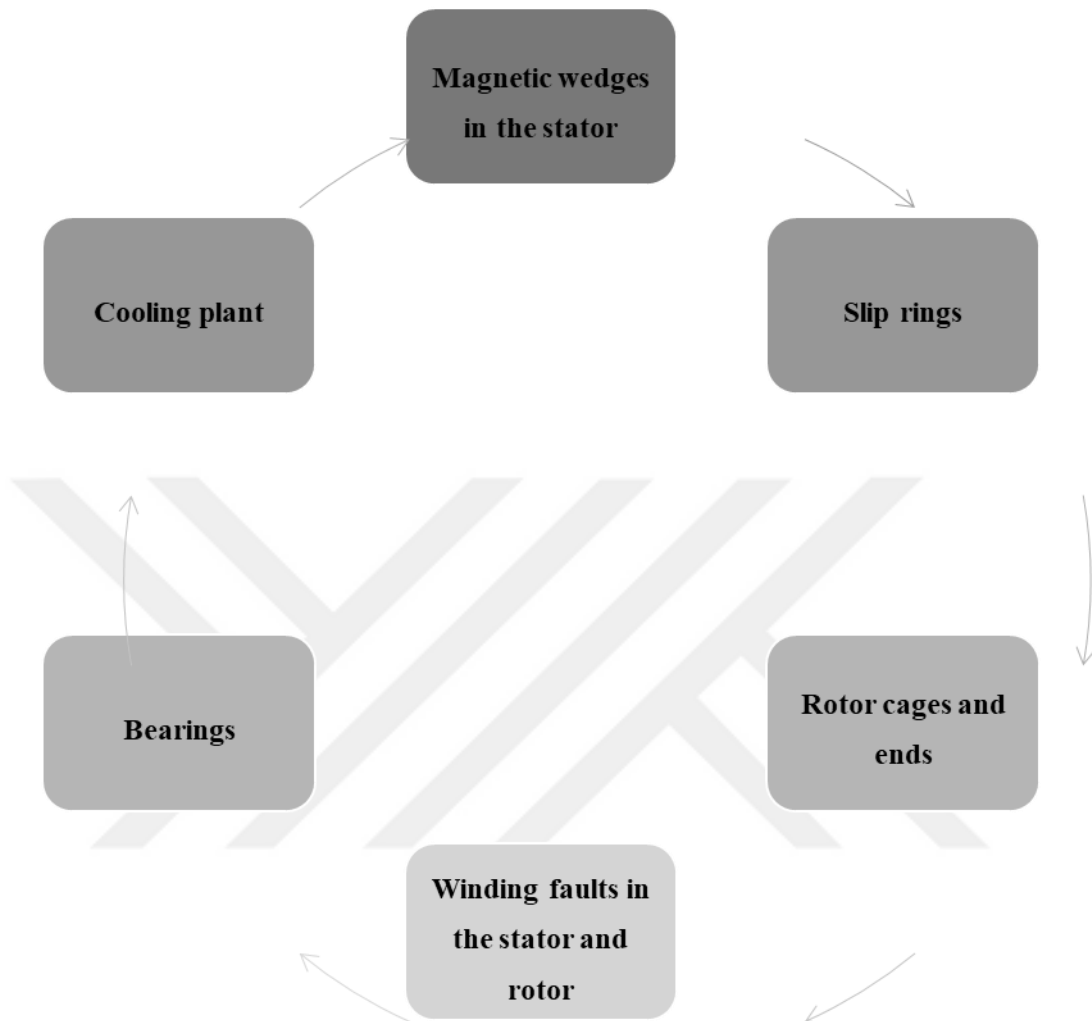 Magnetic wedges
in the stator
Slip rings
Rotor cages and
ends
Winding faults in
the stator and
rotor
Bearings
Cooling plant